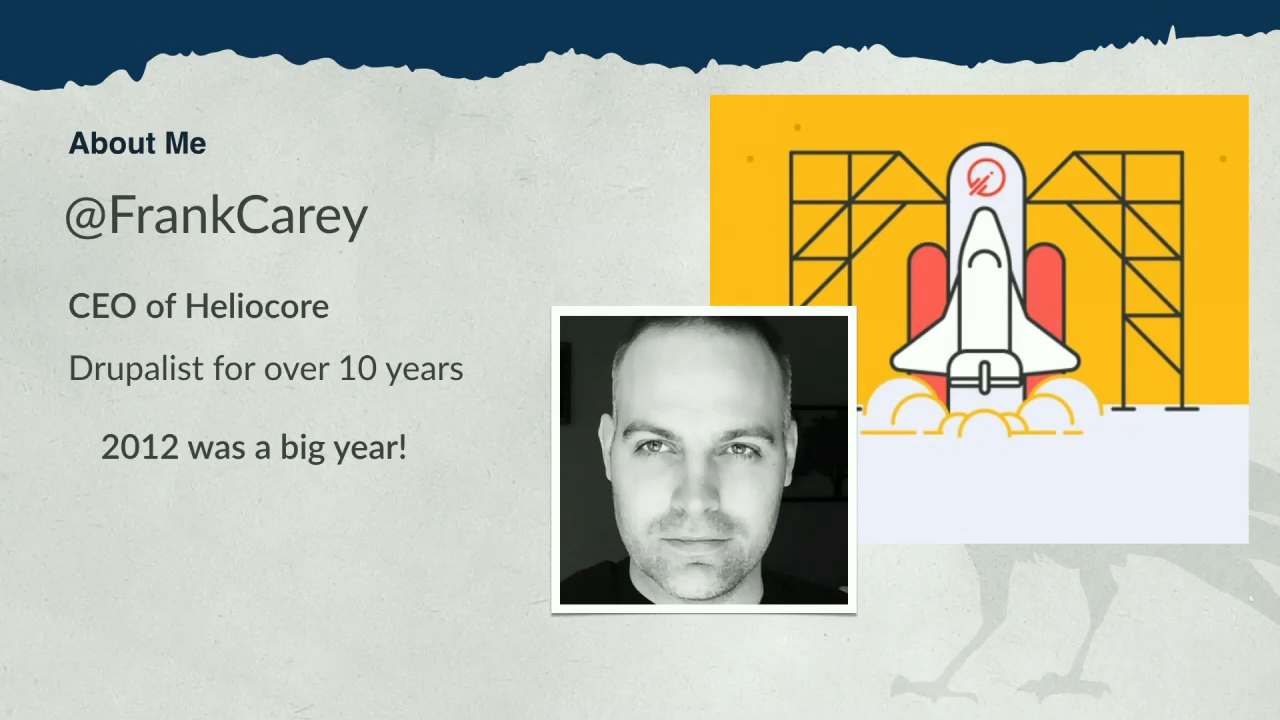 About Me
@FrankCarey
CEO of Heliocore
Drupalist for over 10 years
2012 was a big year!